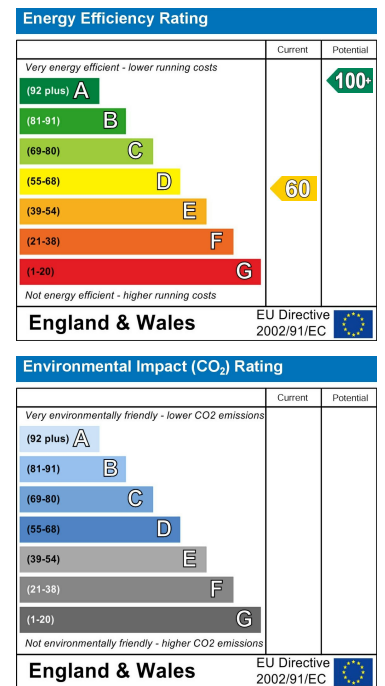 Energy Efficiency Rating
Current Potential
Very energy efficient - lower running costs
(92 plus) A
100+
(81-91) B
(69-80) C
(55-68) D
60
(39-54) E
(21-38) F
(1-20) G
Not energy efficient - higher running costs
England & Wales
EU Directive
2002/91/EC
Environmental Impact (CO₂) Rating
Current Potential
Very environmentally friendly - lower CO2 emissions
(92 plus) A
(81-91) B
(69-80) C
(55-68) D
(39-54) E
(21-38) F
(1-20) G
Not environmentally friendly - higher CO2 emissions
England & Wales
EU Directive
2002/91/EC